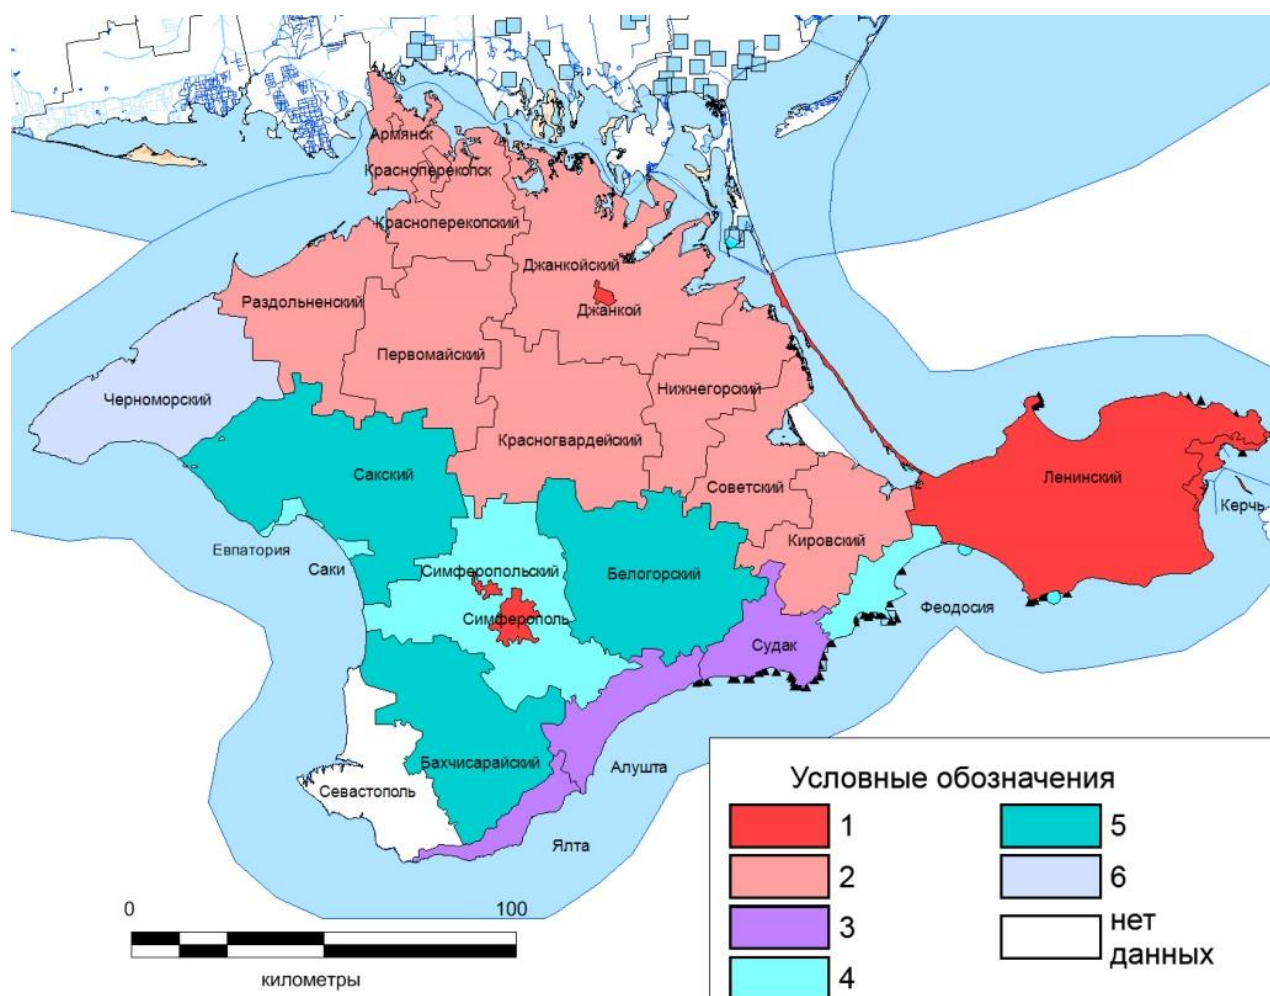 Армянск
Красноперекопск
Красноперекопский
Джанкойский
Раздольненский
Джанкой
Первомайский
Нижнегорский
Черноморский
Красногвардейский
Сакский
Ленинский
Советский
Керчь
Кировский
Евпатория
Саки
Симферопольский
Белогорский
Феодосия
Симферополь
Судак
Бахчисарайский
Алушта
Севастополь
Ялта
Условные обозначения
1
2
3
4
5
6
нет
данных
0 100
километры